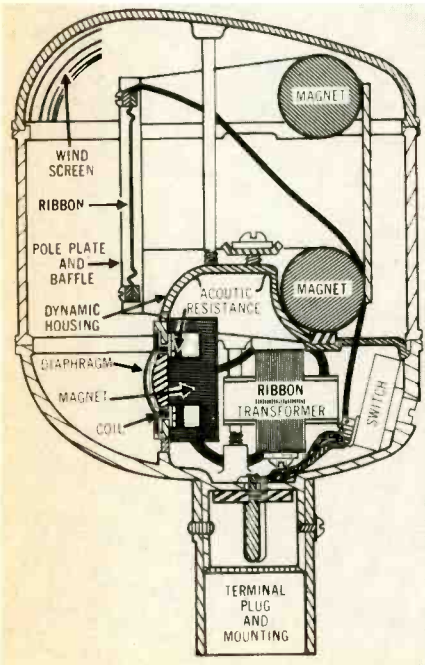 MAGNET
WIND
SCREEN
RIBBON
POLE PLATE
AND
BAFFLE
MAGNET
DYNAMIC
HOUSING
ACOUTIC
RESISTANCE
DIAPHRAGM
MAGNET
RIBBON
TRANSFORMER
SWITCH
COIL
TERMINAL
PLUG
AND
MOUNTING